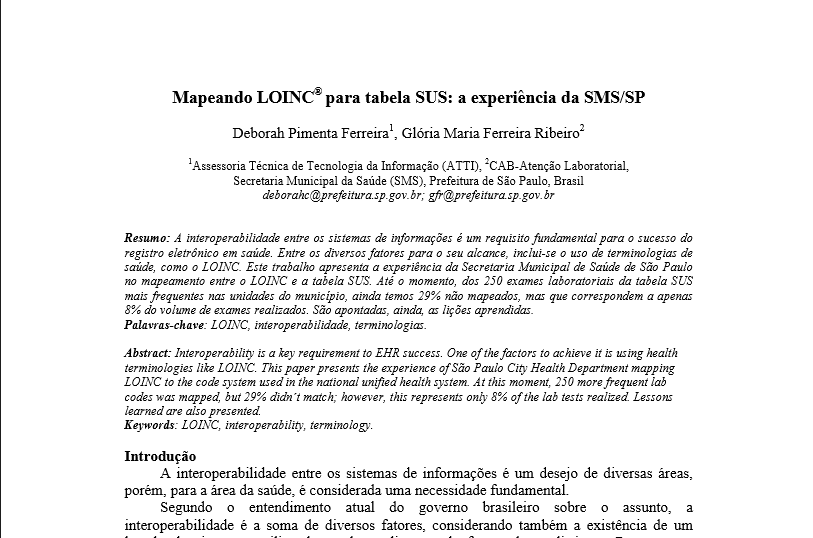 Mapeando LOINC® para tabela SUS: a experiência da SMS/SP
Deborah Pimenta Ferreira1, Glória Maria Ferreira Ribeiro2
1Assessoria Técnica de Tecnologia da Informação (ATTI), 2CAB-Atenção Laboratorial,
Secretaria Municipal da Saúde (SMS), Prefeitura de São Paulo, Brasil
deborahc@prefeitura.sp.gov.br; gfr@prefeitura.sp.gov.br
Resumo: A interoperabilidade entre os sistemas de informações é um requisito fundamental para o sucesso do
registro eletrônico em saúde. Entre os diversos fatores para o seu alcance, inclui-se o uso de terminologias de
saúde, como o LOINC. Este trabalho apresenta a experiência da Secretaria Municipal de Saúde de São Paulo
no mapeamento entre o LOINC e a tabela SUS. Até o momento, dos 250 exames laboratoriais da tabela SUS
mais frequentes nas unidades do município, ainda temos 29% não mapeados, mas que correspondem a apenas
8% do volume de exames realizados. São apontadas, ainda, as lições aprendidas.
Palavras-chave: LOINC, interoperabilidade, terminologias.
Abstract: Interoperability is a key requirement to EHR success. One of the factors to achieve it is using health
terminologies like LOINC. This paper presents the experience of São Paulo City Health Department mapping
LOINC to the code system used in the national unified health system. At this moment, 250 more frequent lab
codes was mapped, but 29% didn´t match; however, this represents only 8% of the lab tests realized. Lessons
learned are also presented.
Keywords: LOINC, interoperability, terminology.
Introdução
A interoperabilidade entre os sistemas de informações é um desejo de diversas áreas,
porém, para a área da saúde, é considerada uma necessidade fundamental.
Segundo o entendimento atual do governo brasileiro sobre o assunto, a
interoperabilidade é a soma de diversos fatores, considerando também a existência de um